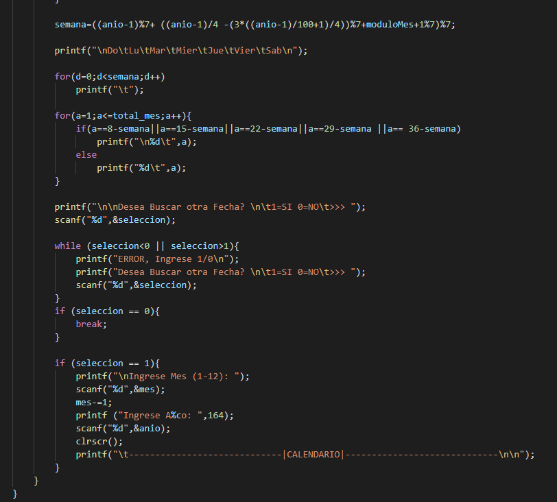 }
semana=((anio-1)%7+ ((anio-1)/4 -(3*((anio-1)/100+1)/4))%7+moduloMes+1%7)%7;
printf("\nDo\tLu\tMar\tMier\tJue\tVier\tSab\n");
for(d=0;d<semana;d++)
printf("\t");
for(a=1;a<=total_mes;a++){
if(a==8-semana||a==15-semana||a==22-semana||a==29-semana ||a== 36-semana)
printf("\n%d\t",a);
else
printf("%d\t",a);
}
printf("\n\nDesea Buscar otra Fecha? \n\t1=SI 0=NO\t>>> ");
scanf("%d",&seleccion);
while (seleccion<0 || seleccion>1){
printf("ERROR, Ingrese 1/0\n");
printf("Desea Buscar otra Fecha? \n\t1=SI 0=NO\t>>> ");
scanf("%d",&seleccion);
}
if (seleccion == 0){
break;
}
if (seleccion == 1){
printf("\nIngrese Mes (1-12): ");
scanf("%d",&mes);
mes-=1;
printf ("Ingrese A%co: ",164);
scanf("%d",&anio);
clrscr();
printf("\t-----------------------------|CALENDARIO|-----------------------------\n\n");
}
}
}